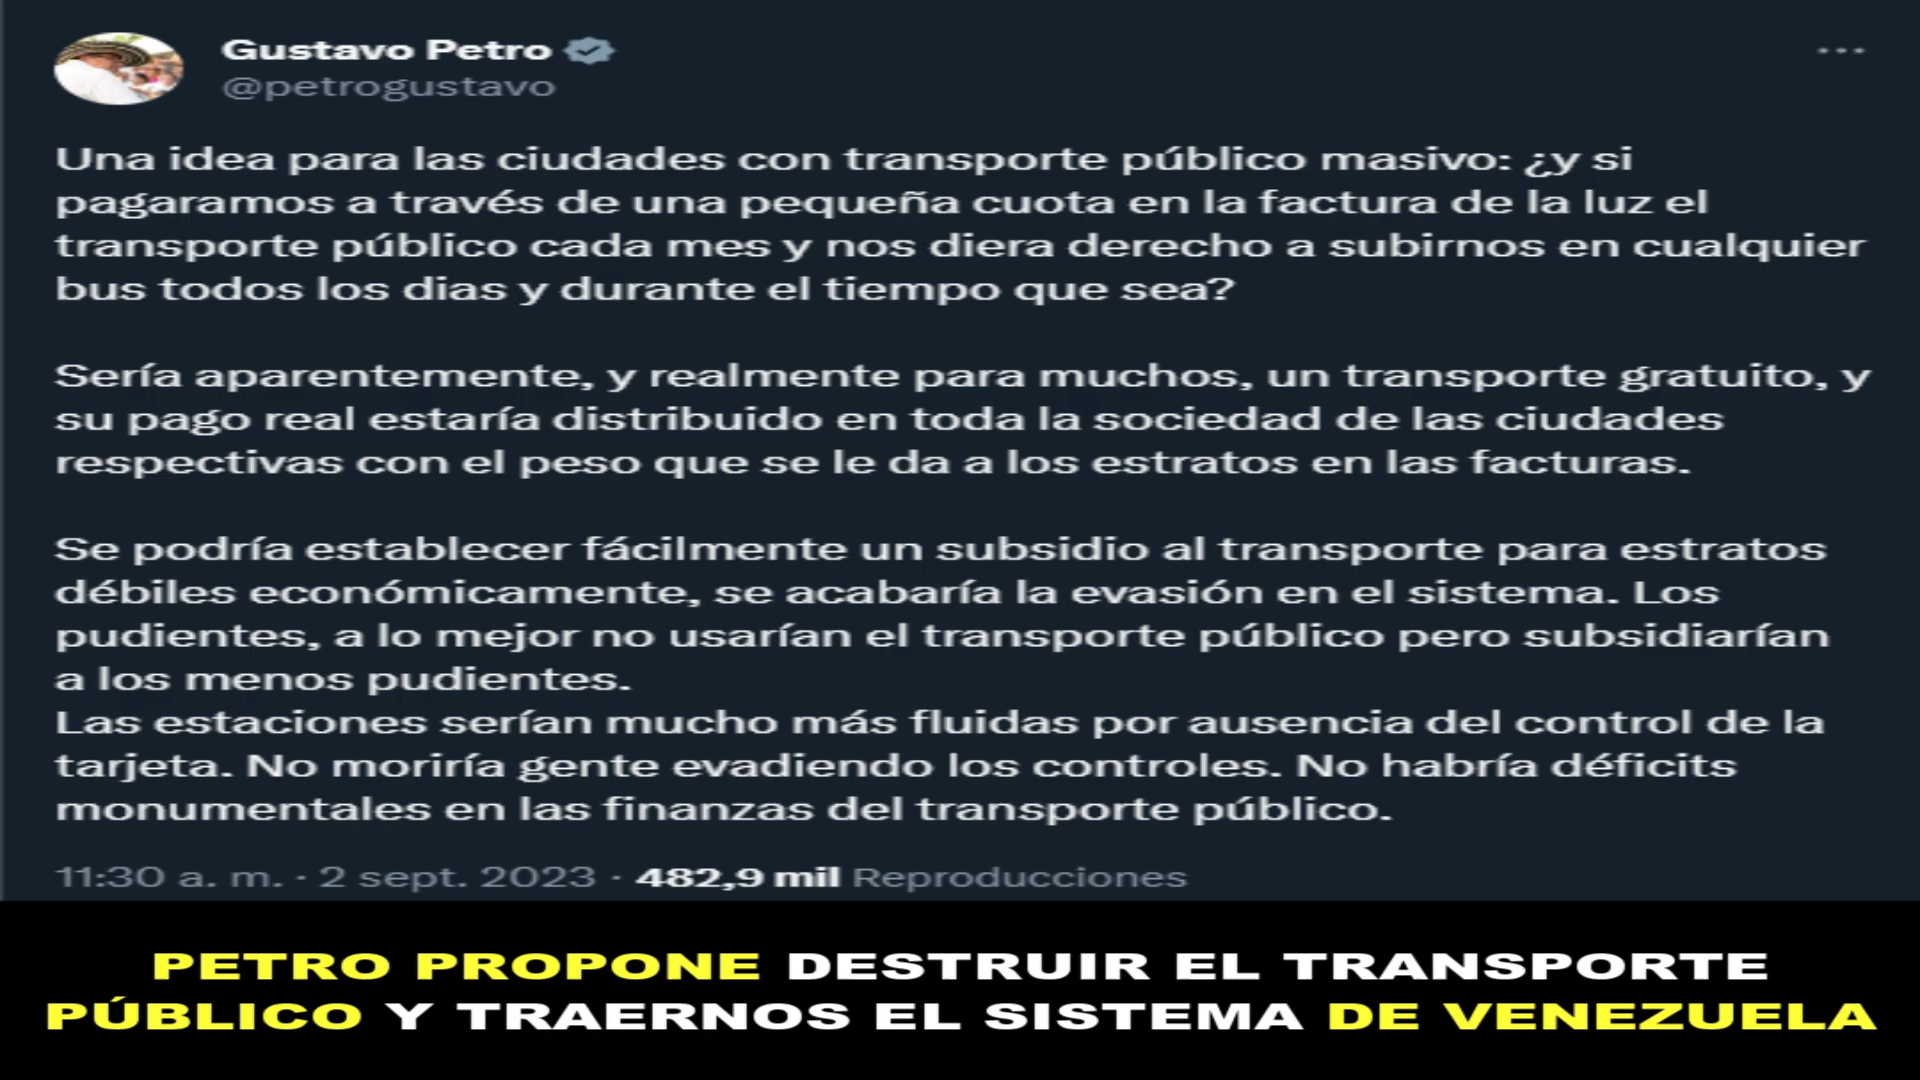 Gustavo Petro
@petrogustavo
Una idea para las ciudades con transporte público masivo: ¿y si
pagaramos a través de una pequeña cuota en la factura de la luz el
transporte público cada mes y nos diera derecho a subirnos en cualquier
bus todos los dias y durante el tiempo que sea?
Sería aparentemente, y realmente para muchos, un transporte gratuito, y
su pago real estaría distribuido en toda la sociedad de las ciudades
respectivas con el peso que se le da a los estratos en las facturas.
Se podría establecer fácilmente un subsidio al transporte para estratos
débiles económicamente, se acabaría la evasión en el sistema. Los
pudientes, a lo mejor no usarían el transporte público pero subsidiarían
a los menos pudientes.
Las estaciones serían mucho más fluidas por ausencia del control de la
tarjeta. No moriría gente evadiendo los controles. No habría déficits
monumentales en las finanzas del transporte público.
11:30 a. m. · 2 sept. 2023 · 482,9 mil Reproducciones
PETRO PROPONE DESTRUIR EL TRANSPORTE
PÚBLICO Y TRAERNOS EL SISTEMA DE VENEZUELA